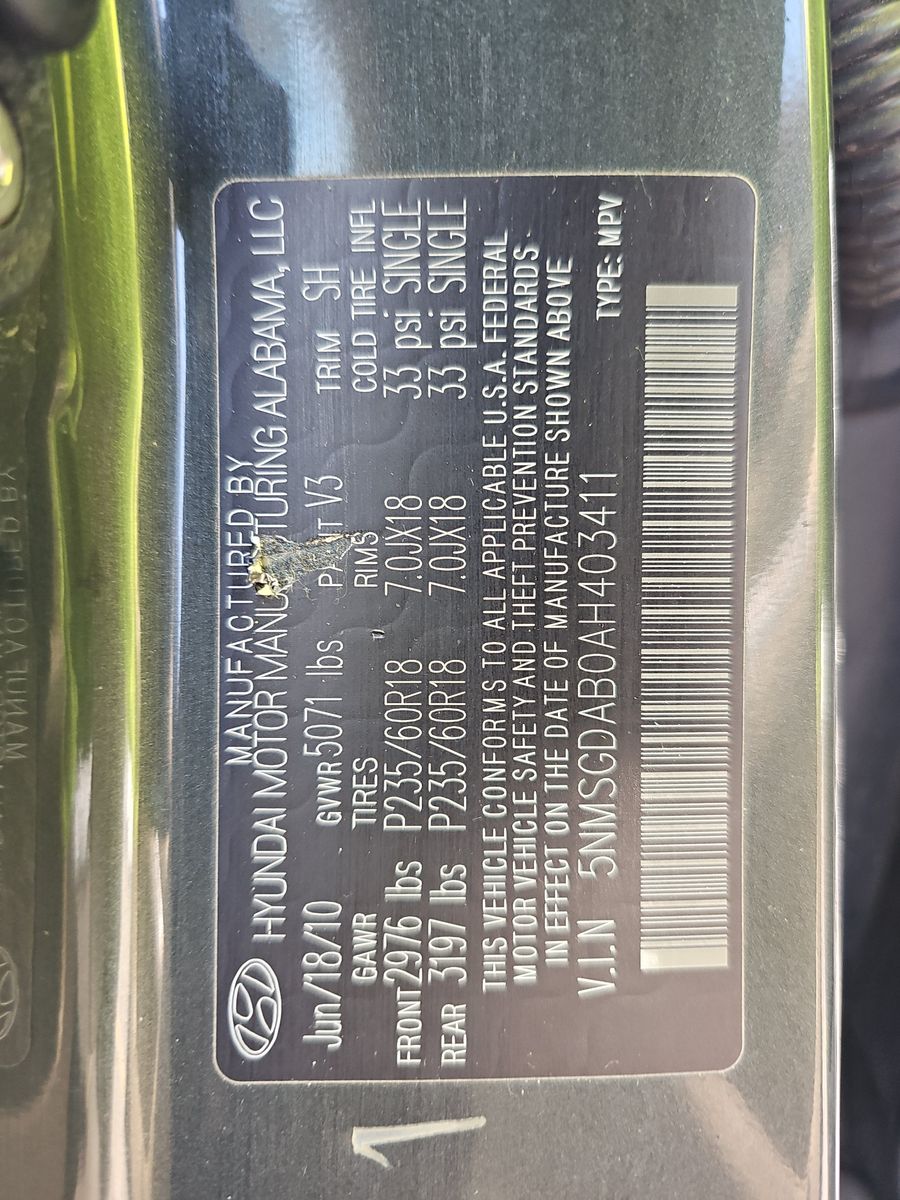 MANUFACTURED BY
HYUNDAI MOTOR MANUFACTURING ALABAMA, LLC
Jun/18/10 GVWR 5071 lbs PAINT V3 TRIM SH
GAWR TIRES RIMS COLD TIRE INFL
FRONT 2976 lbs P235/60R18 7.0JX18 33 psi SINGLE
REAR 3197 lbs P235/60R18 7.0JX18 33 psi SINGLE
THIS VEHICLE CONFORMS TO ALL APPLICABLE U.S.A. FEDERAL
MOTOR VEHICLE SAFETY AND THEFT PREVENTION STANDARDS
IN EFFECT ON THE DATE OF MANUFACTURE SHOWN ABOVE
V.I.N 5NMSGDAB0AH403411 TYPE: MPV
1